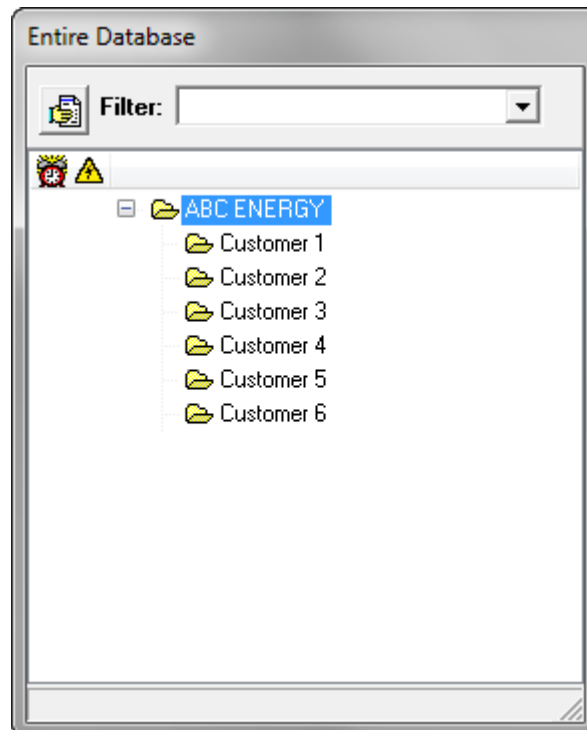 Entire Database
Filter:
ABC ENERGY
Customer 1
Customer 2
Customer 3
Customer 4
Customer 5
Customer 6